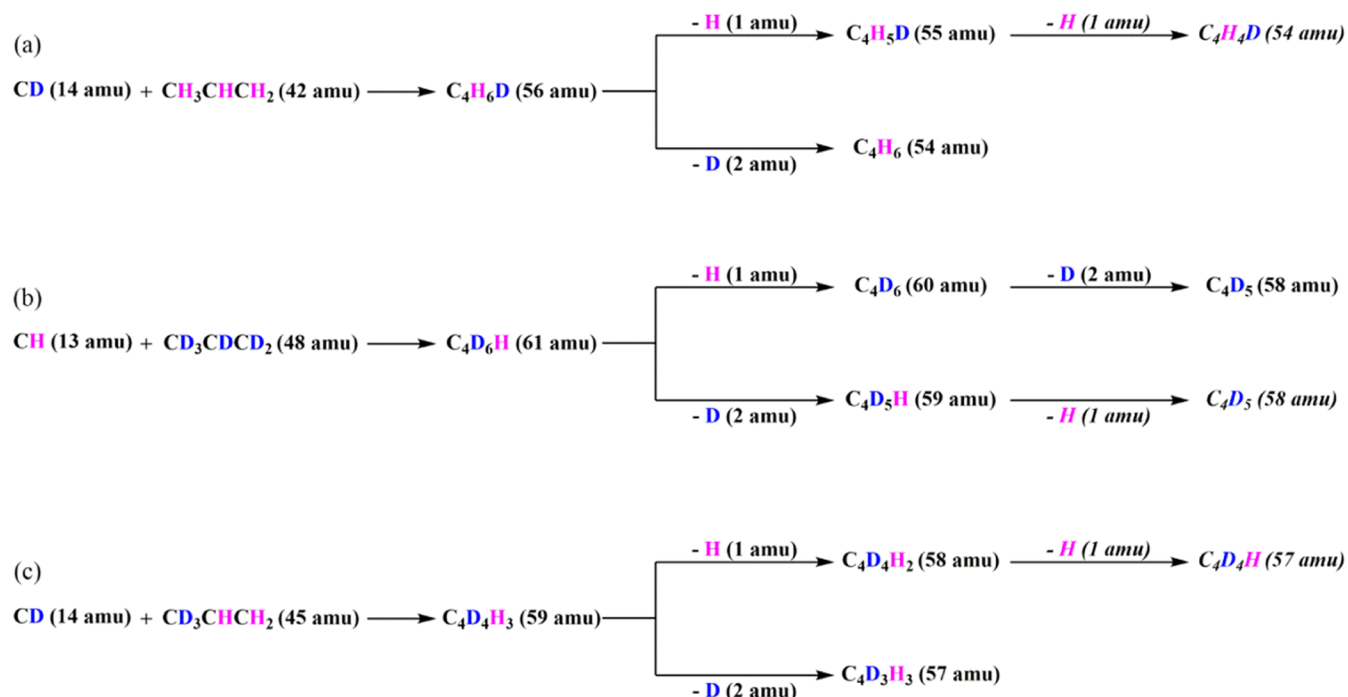 (a)
- H (1 amu)
C₄H₅D (55 amu)
- H (1 amu)
C₄H₄D (54 amu)
CD (14 amu) + CH₃CHCH₂ (42 amu)
C₄H₆D (56 amu)
- D (2 amu)
C₄H₆ (54 amu)
(b)
- H (1 amu)
C₄D₆ (60 amu)
- D (2 amu)
C₄D₅ (58 amu)
CH (13 amu) + CD₃CDCD₂ (48 amu)
C₄D₆H (61 amu)
- D (2 amu)
C₄D₅H (59 amu)
- H (1 amu)
C₄D₅ (58 amu)
(c)
- H (1 amu)
C₄D₄H₂ (58 amu)
- H (1 amu)
C₄D₄H (57 amu)
CD (14 amu) + CD₃CHCH₂ (45 amu)
C₄D₄H₃ (59 amu)
- D (2 amu)
C₄D₃H₃ (57 amu)